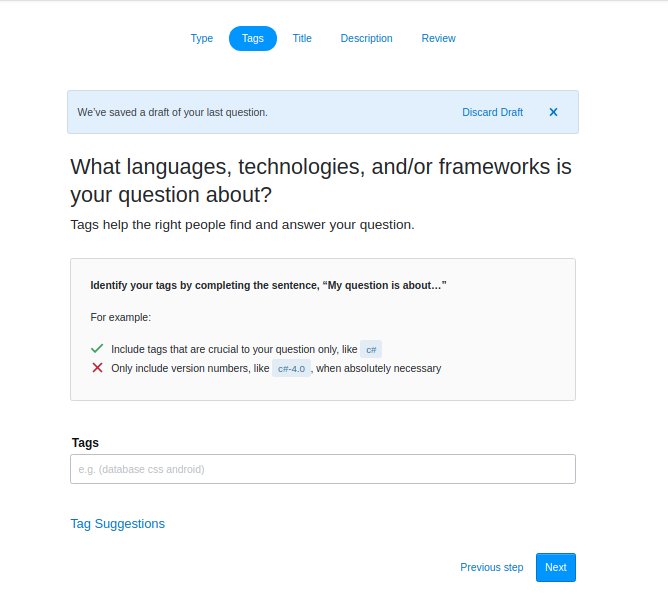 Type Tags Title Description Review
We've saved a draft of your last question. Discard Draft
What languages, technologies, and/or frameworks is
your question about?
Tags help the right people find and answer your question.
Identify your tags by completing the sentence, “My question is about…”
For example:
Include tags that are crucial to your question only, like c#
Only include version numbers, like c#-4.0, when absolutely necessary
Tags
e.g. (database css android)
Tag Suggestions
Previous step Next